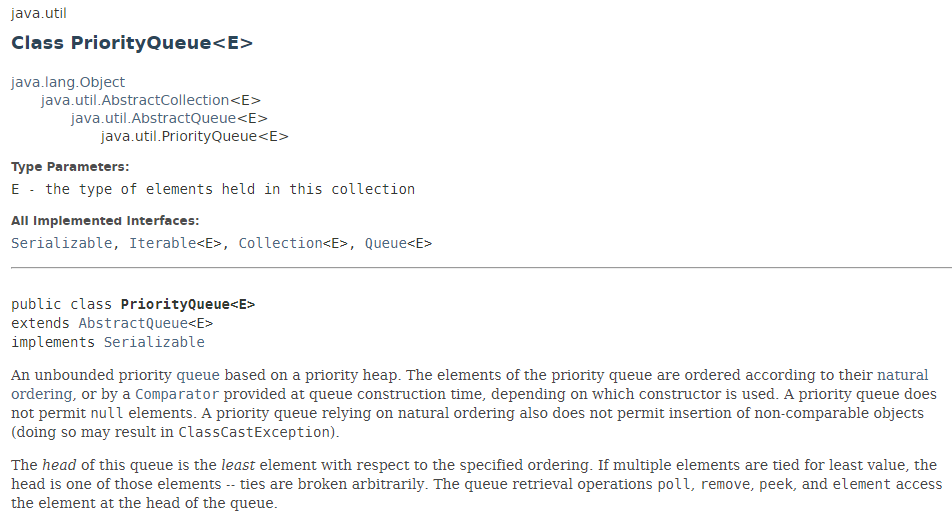 java.util
Class PriorityQueue<E>
java.lang.Object
java.util.AbstractCollection<E>
java.util.AbstractQueue<E>
java.util.PriorityQueue<E>
Type Parameters:
E - the type of elements held in this collection
All Implemented Interfaces:
Serializable, Iterable<E>, Collection<E>, Queue<E>
public class PriorityQueue<E>
extends AbstractQueue<E>
implements Serializable
An unbounded priority queue based on a priority heap. The elements of the priority queue are ordered according to their natural
ordering, or by a Comparator provided at queue construction time, depending on which constructor is used. A priority queue does
not permit null elements. A priority queue relying on natural ordering also does not permit insertion of non-comparable objects
(doing so may result in ClassCastException).
The head of this queue is the least element with respect to the specified ordering. If multiple elements are tied for least value, the
head is one of those elements -- ties are broken arbitrarily. The queue retrieval operations poll, remove, peek, and element access
the element at the head of the queue.